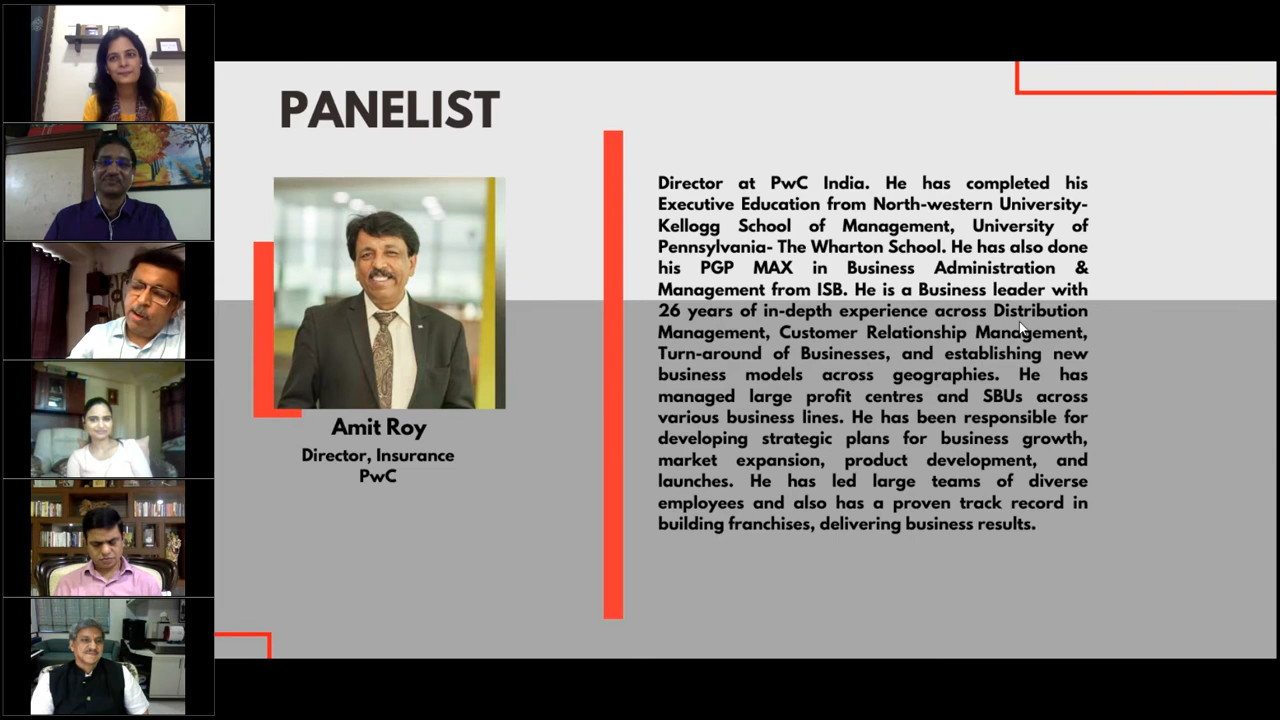 PANELIST
Amit Roy
Director, Insurance
PwC
Director at PwC India. He has completed his
Executive Education from North-western University-
Kellogg School of Management, University of
Pennsylvania- The Wharton School. He has also done
his PGP MAX in Business Administration &
Management from ISB. He is a Business leader with
26 years of in-depth experience across Distribution
Management, Customer Relationship Management,
Turn-around of Businesses, and establishing new
business models across geographies. He has
managed large profit centres and SBUs across
various business lines. He has been responsible for
developing strategic plans for business growth,
market expansion, product development, and
launches. He has led large teams of diverse
employees and also has a proven track record in
building franchises, delivering business results.